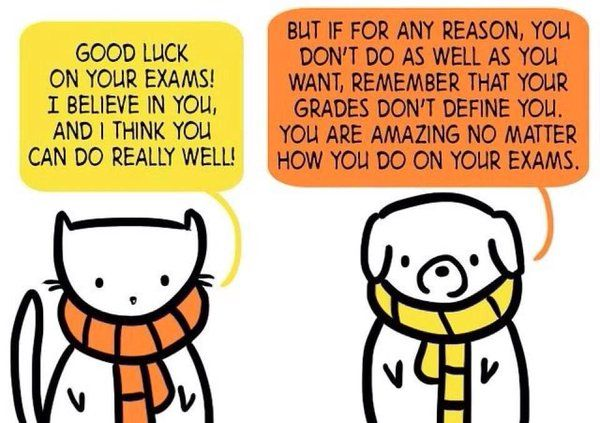 GOOD LUCK
ON YOUR EXAMS!
I BELIEVE IN YOU,
AND I THINK YOU
CAN DO REALLY WELL!
BUT IF FOR ANY REASON, YOU
DON'T DO AS WELL AS YOU
WANT, REMEMBER THAT YOUR
GRADES DON'T DEFINE YOU.
YOU ARE AMAZING NO MATTER
HOW YOU DO ON YOUR EXAMS.